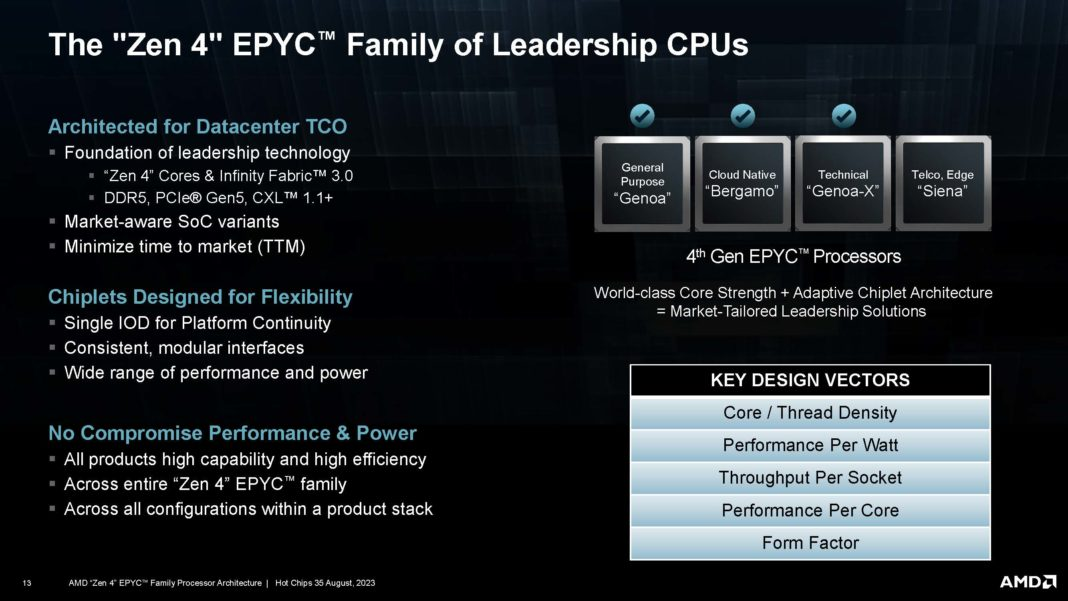 The "Zen 4" EPYC™ Family of Leadership CPUs
Architected for Datacenter TCO
▪ Foundation of leadership technology
▪ “Zen 4” Cores & Infinity Fabric™ 3.0
▪ DDR5, PCIe® Gen5, CXL™ 1.1+
▪ Market-aware SoC variants
▪ Minimize time to market (TTM)
Chiplets Designed for Flexibility
▪ Single IOD for Platform Continuity
▪ Consistent, modular interfaces
▪ Wide range of performance and power
No Compromise Performance & Power
▪ All products high capability and high efficiency
▪ Across entire “Zen 4” EPYC™ family
▪ Across all configurations within a product stack
General
Purpose
“Genoa”
Cloud Native
“Bergamo”
Technical
“Genoa-X”
Telco, Edge
“Siena”
4th Gen EPYC™ Processors
World-class Core Strength + Adaptive Chiplet Architecture
= Market-Tailored Leadership Solutions
KEY DESIGN VECTORS
Core / Thread Density
Performance Per Watt
Throughput Per Socket
Performance Per Core
Form Factor
13
AMD “Zen 4” EPYC™ Family Processor Architecture | Hot Chips 35 August, 2023
AMD